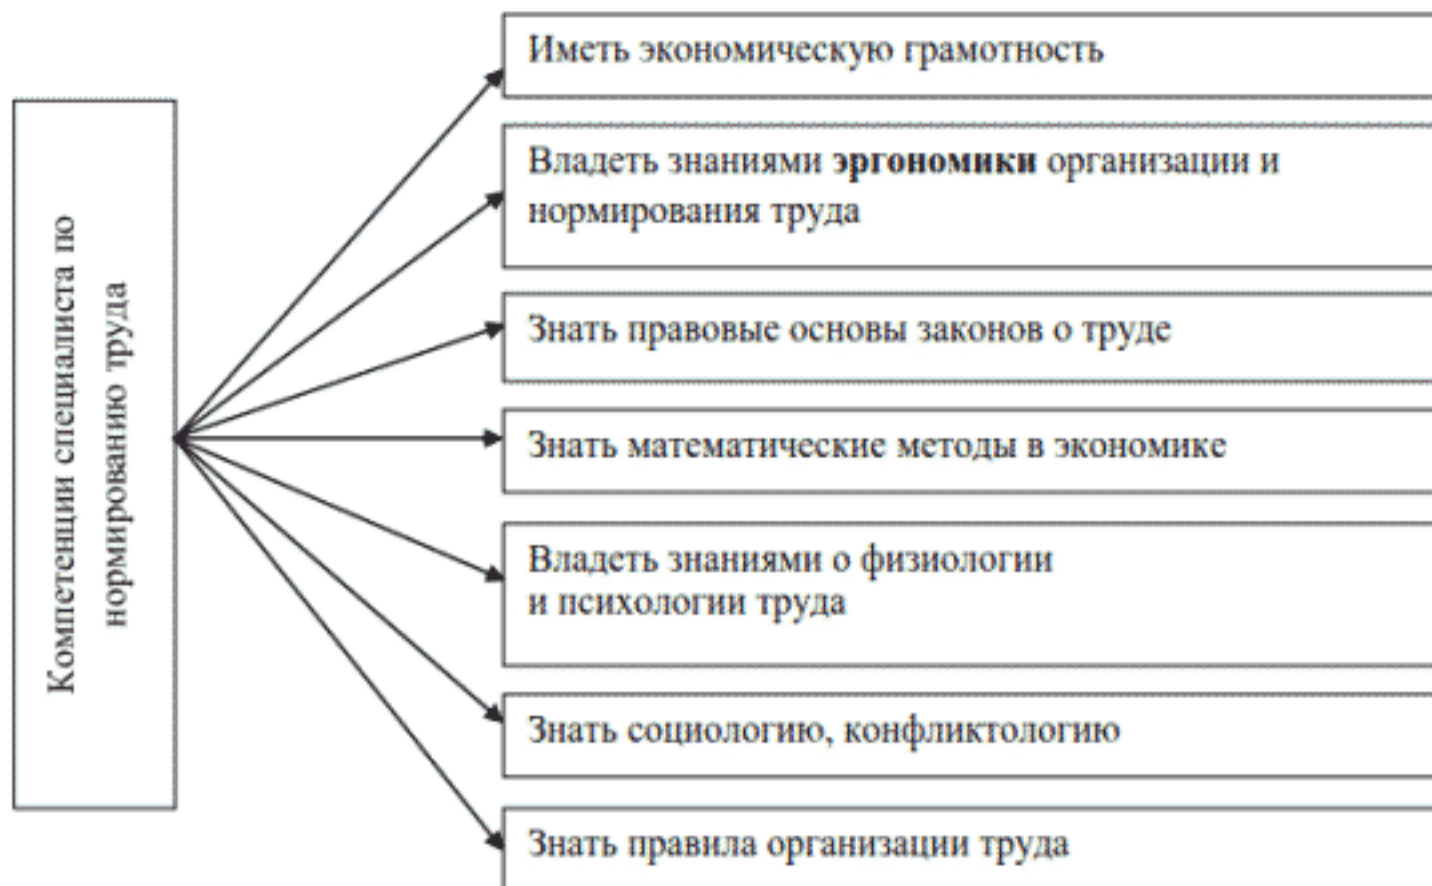 Компетенции специалиста по
нормированию труда
Иметь экономическую грамотность
Владеть знаниями эргономики организации и
нормирования труда
Знать правовые основы законов о труде
Знать математические методы в экономике
Владеть знаниями о физиологии
и психологии труда
Знать социологию, конфликтологию
Знать правила организации труда